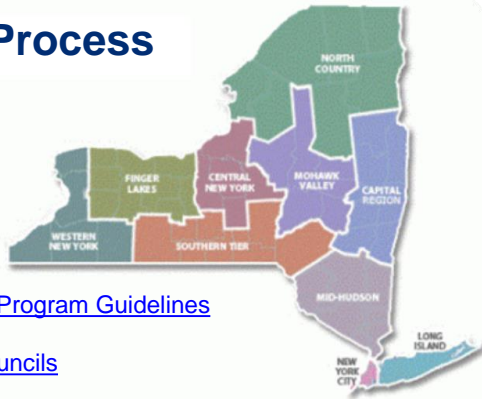 Process
NORTH
COUNTRY
FINGER
LAKES
CENTRAL
NEW YORK
MOHAWK
VALLEY
CAPITAL
REGION
WESTERN
NEW YORK
SOUTHERN TIER
MID-HUDSON
Program Guidelines
LONG
ISLAND
NEW
YORK
CITY
uncils